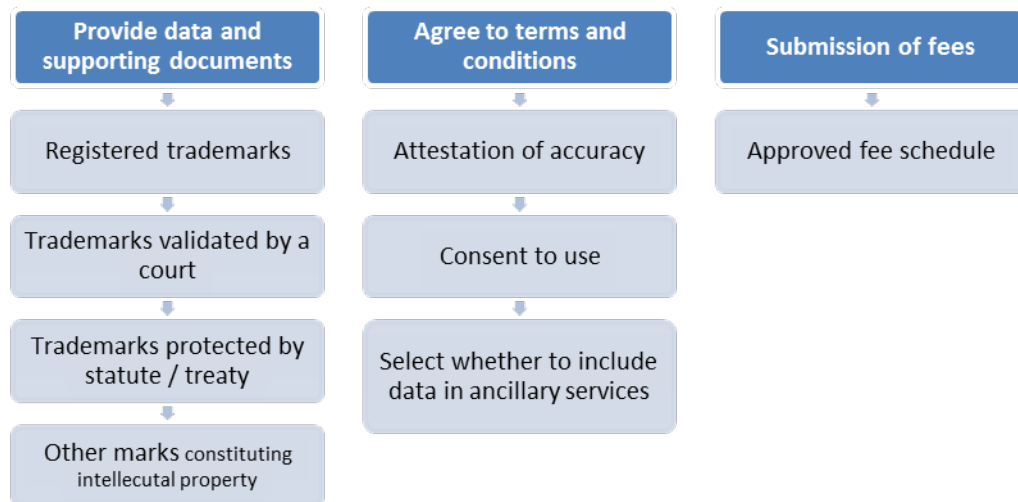 Provide data and
supporting documents
Registered trademarks
Trademarks validated by a
court
Trademarks protected by
statute / treaty
Other marks constituting
intellecutal property
Agree to terms and
conditions
Attestation of accuracy
Consent to use
Select whether to include
data in ancillary services
Submission of fees
Approved fee schedule